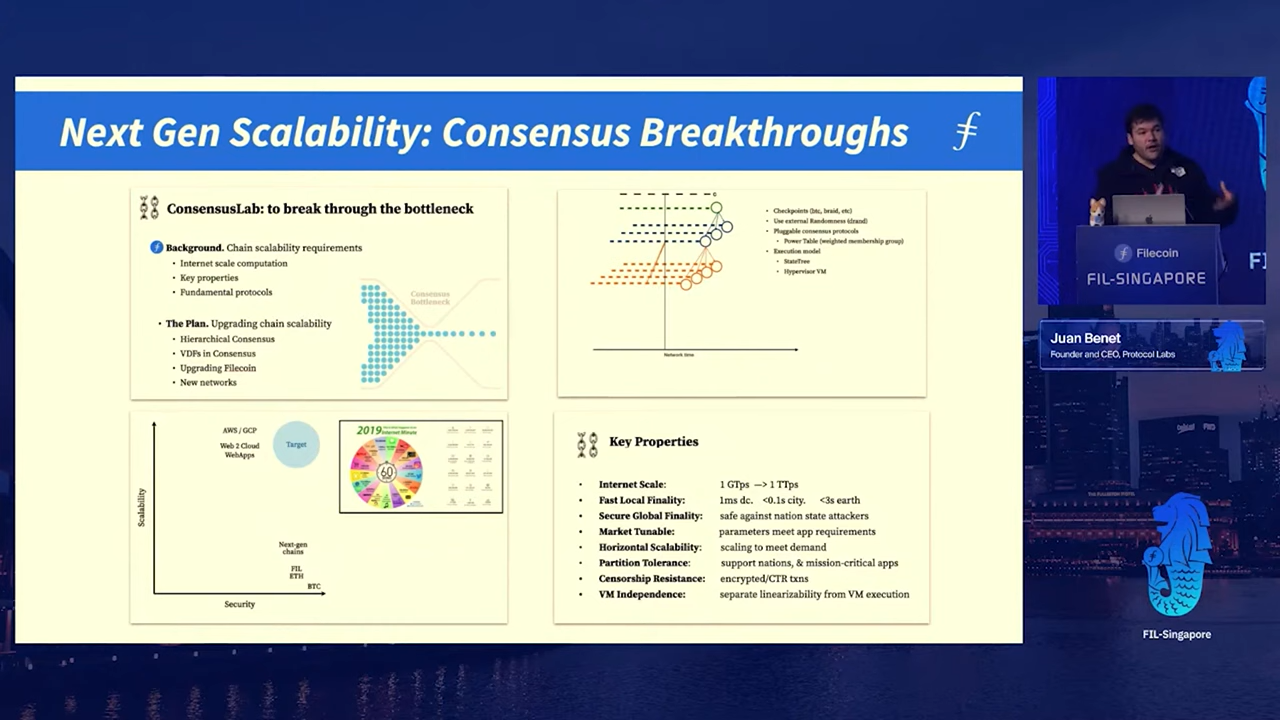 Next Gen Scalability: Consensus Breakthroughs
ConsensusLab: to break through the bottleneck
Background. Chain scalability requirements
• Internet scale computation
• Key properties
• Fundamental protocols
• The Plan. Upgrading chain scalability
• Hierarchical Consensus
• VDFs in Consensus
• Upgrading Filecoin
• New networks
Consensus
Bottleneck
• Checkpoints (btc, braid, etc)
• Use external Randomness (drand)
• Pluggable consensus protocols
• Power Table (weighted membership group)
• Execution model
• StateTree
• Hypervisor VM
Network time
Scalability
AWS / GCP
Web 2 Cloud
WebApps
Target
2019
Internet Minute
60
Next-gen
chains
FIL
ETH
BTC
Security
Key Properties
• Internet Scale: 1 GTps —> 1 TTps
• Fast Local Finality: 1ms dc. <0.1s city. <3s earth
• Secure Global Finality: safe against nation state attackers
• Market Tunable: parameters meet app requirements
• Horizontal Scalability: scaling to meet demand
• Partition Tolerance: support nations, & mission-critical apps
• Censorship Resistance: encrypted/CTR txns
• VM Independence: separate linearizability from VM execution
Filecoin
FIL-SINGAPORE
FI
Juan Benet
Founder and CEO, Protocol Labs
THE FULLERTON HOTEL
FIL-Singapore